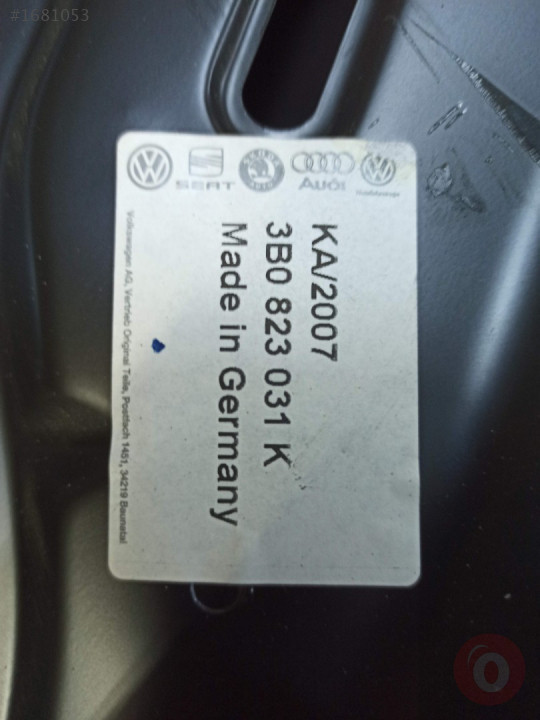 #1681053
SEAT
Audi
KA/2007
3B0 823 031 K
Made in Germany
Volkswagen AG, Vertrieb Original Teile, Postfach 1451, 34219 Baunatal